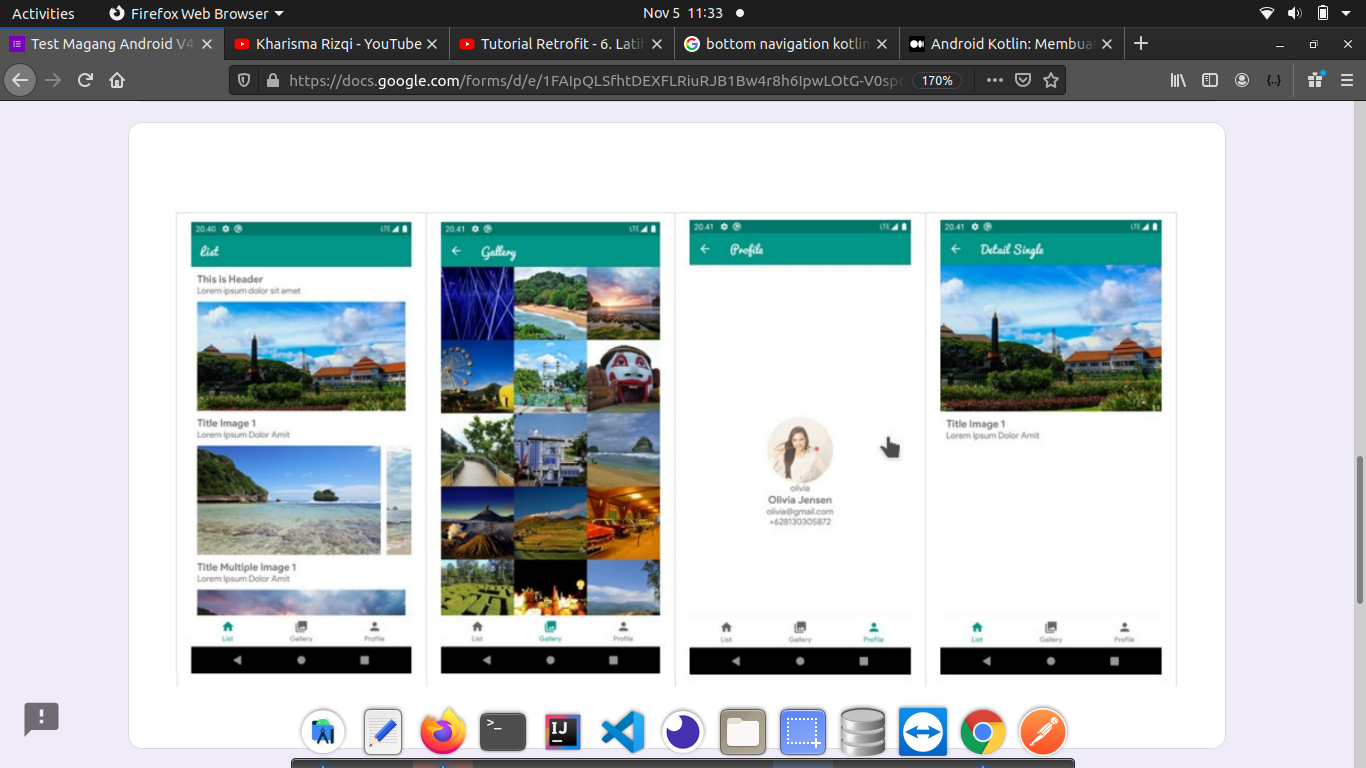 Activities
Firefox Web Browser
Nov 5 11:33
Test Magang Android V4
Kharisma Rizqi - YouTube
Tutorial Retrofit - 6. Lati
bottom navigation kotlin
Android Kotlin: Membua
https://docs.google.com/forms/d/e/1FAIpQLSfhtDEXFLRiuRJB1Bw4r8h6IpwLOtG-V0sp
170%
20.40
LTE
List
This is Header
Lorem ipsum dolor sit amet
Title Image 1
Lorem Ipsum Dolor Amit
Title Multiple Image 1
Lorem Ipsum Dolor Amit
List
Gallery
Profile
20.41
LTE
Gallery
List
Gallery
Profile
20.41
LTE
Profile
olivia
Olivia Jensen
olivia@gmail.com
+628130305872
List
Gallery
Profile
20.41
LTE
Detail Single
Title Image 1
Lorem Ipsum Dolor Amit
List
Gallery
Profile
>_
IJ